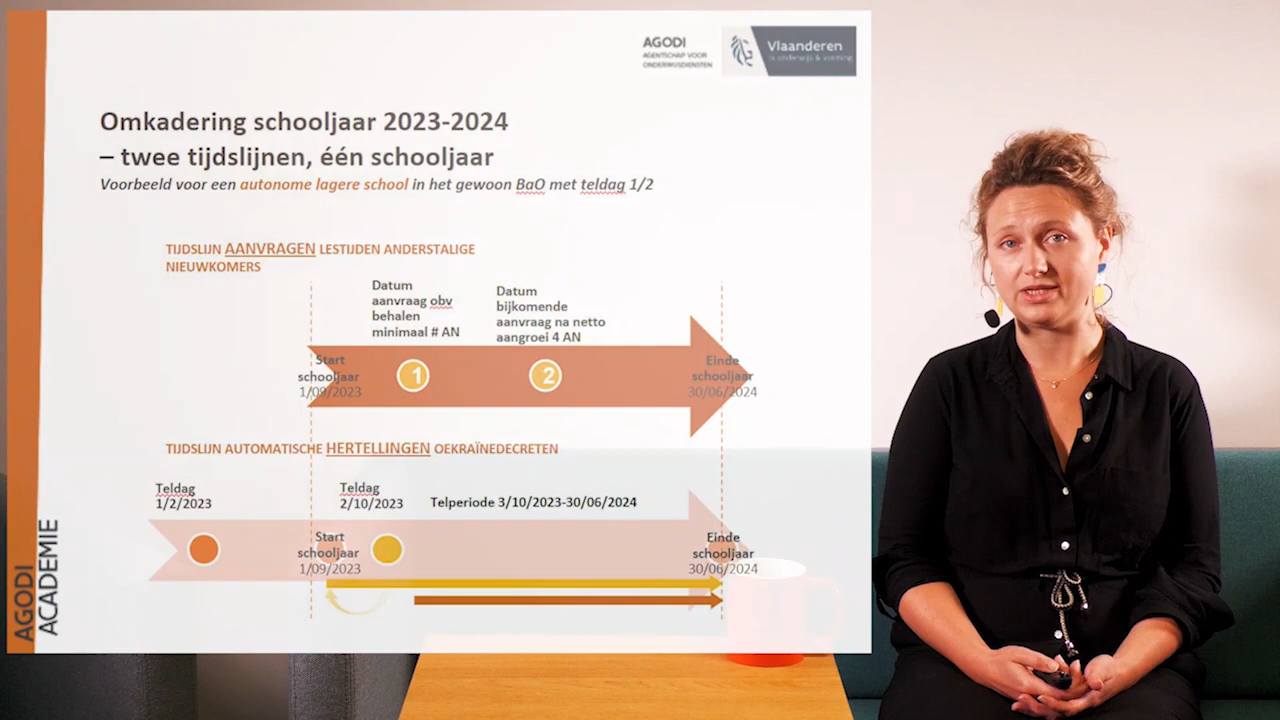 AGODI
AGENTSCHAP VOOR
ONDERWIJSDIENSTEN
Vlaanderen
is onderwijs & vorming
Omkadering schooljaar 2023-2024
– twee tijdslijnen, één schooljaar
Voorbeeld voor een autonome lagere school in het gewoon BaO met teldag 1/2
TIJDSLIJN AANVRAGEN LESTIJDEN ANDERSTALIGE
NIEUWKOMERS
Datum
aanvraag obv
behalen
minimaal # AN
Datum
bijkomende
aanvraag na netto
aangroei 4 AN
Start
schooljaar
1/09/2023
1
2
Einde
schooljaar
30/06/2024
TIJDSLIJN AUTOMATISCHE HERTELLINGEN OEKRAÏNEDECRETEN
Teldag
1/2/2023
Teldag
2/10/2023
Telperiode 3/10/2023-30/06/2024
Start
schooljaar
1/09/2023
Einde
schooljaar
30/06/2024
AGODI
ACADEMIE